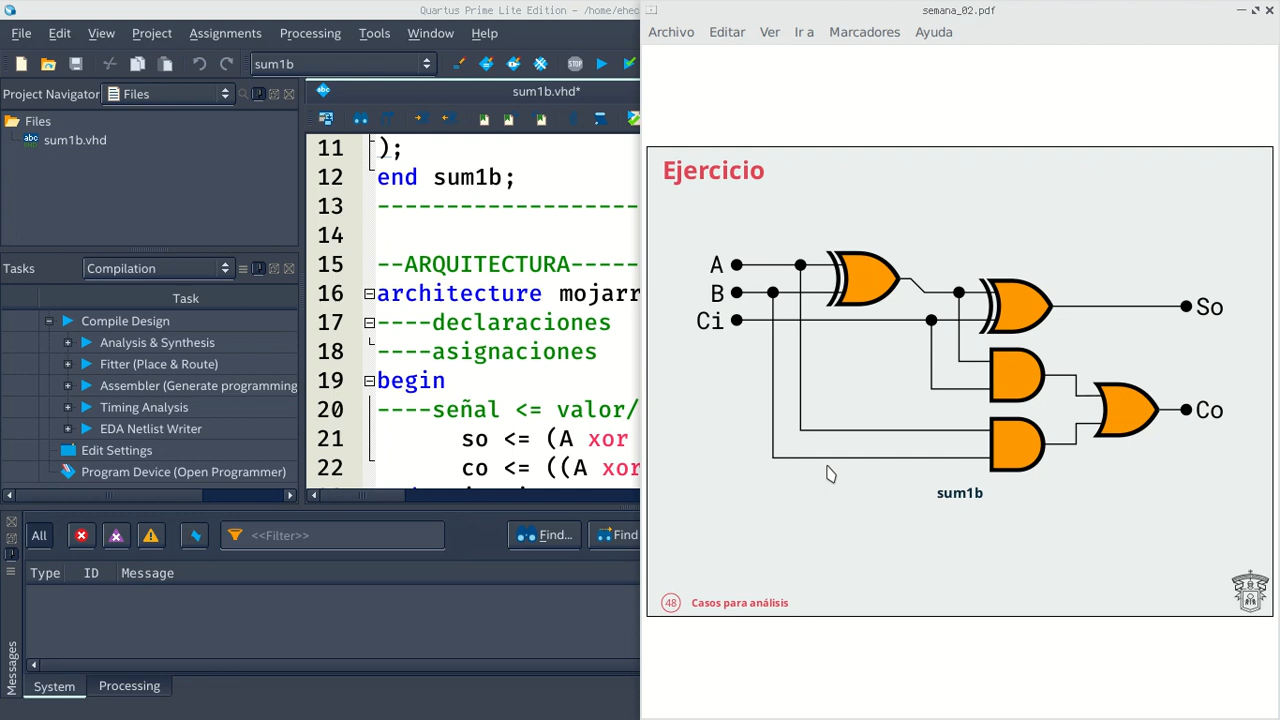 Quartus Prime Lite Edition - /home/ehec
File Edit View Project Assignments Processing Tools Window Help
sum1b
STOP
Project Navigator Files
Files
abc sum1b.vhd
Tasks Compilation
Task
Compile Design
Analysis & Synthesis
Fitter (Place & Route)
Assembler (Generate programming
Timing Analysis
EDA Netlist Writer
Edit Settings
Program Device (Open Programmer)
abc
sum1b.vhd*
11 );
12 end sum1b;
13 -------------------
14
15 --ARQUITECTURA-----
16 architecture mojarr
17 ----declaraciones
18 ----asignaciones
19 begin
20 ----señal <= valor/
21 so <= (A xor
22 co <= ((A xor
All <<Filter>> Find... Find
Type ID Message
Messages
System Processing
semana_02.pdf
Archivo Editar Ver Ir a Marcadores Ayuda
Ejercicio
A
B
Ci
So
Co
sum1b
48 Casos para análisis